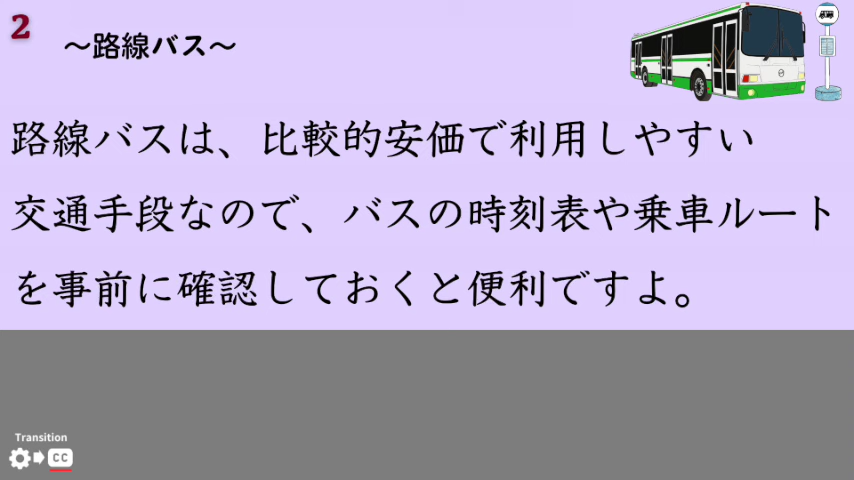 2
～路線バス～
路線バスは、比較的安価で利用しやすい
交通手段なので、バスの時刻表や乗車ルート
を事前に確認しておくと便利ですよ。
Transition
CC